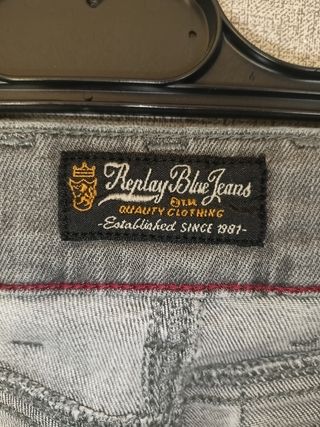 Replay Blue Jeans
® T.M.
QUALITY CLOTHING
-Established SINCE 1981-